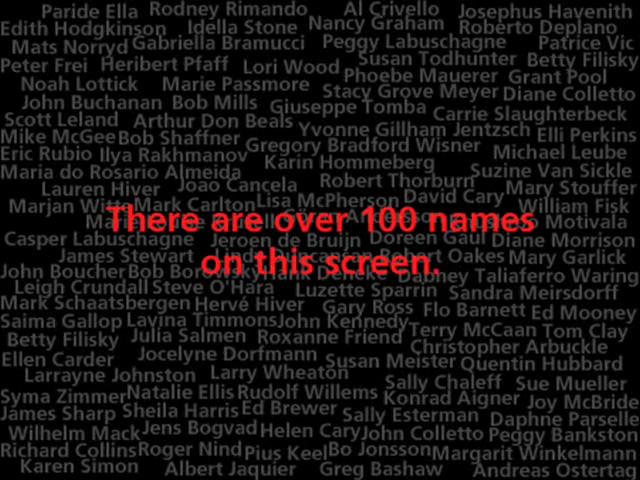 Paride Ella Rodney Rimando Al Crivello Josephus Havenith
Edith Hodgkinson Idella Stone Nancy Graham Roberto Deplano
Mats Norryd Gabriella Bramucci Peggy Labuschagne Patrice Vic
Peter Frei Heribert Pfaff Lori Wood Susan Todhunter Betty Filisky
Noah Lottick Marie Passmore Phoebe Mauerer Grant Pool
John Buchanan Bob Mills Giuseppe Tomba Stacy Grove Meyer Diane Colletto
Scott Leland Arthur Don Beals Carrie Slaughterbeck
Mike McGee Bob Shaffner Yvonne Gillham Jentzsch Elli Perkins
Eric Rubio Ilya Rakhmanov Gregory Bradford Wisner Michael Leube
Maria do Rosario Almeida Karin Hommeberg Suzine Van Sickle
Lauren Hiver Joao Cancela Robert Thorburn Mary Stouffer
Marjan Mark Carlton Lisa McPherson David Cary William Fisk
There are over 100 names
Motivala
Casper Labuschagne Jeroen de Bruijn Doreen Gaul Diane Morrison
James Stewart Oakes Mary Garlick
on this screen.
John Boucher Bob Dabney Taliaferro Waring
Leigh Crundall Steve O'Hara Luzette Sparrin Sandra Meirsdorff
Mark Schaatsbergen Hervé Hiver Gary Ross Flo Barnett Ed Mooney
Saima Gallop Lavina Timmons John Kennedy Terry McCaan Tom Clay
Betty Filisky Julia Salmen Roxanne Friend Christopher Arbuckle
Ellen Carder Jocelyne Dorfmann Susan Meister Quentin Hubbard
Larrayne Johnston Larry Wheaton Sally Chaleff Sue Mueller
Syma Zimmer Natalie Ellis Rudolf Willems Konrad Aigner Joy McBride
James Sharp Sheila Harris Ed Brewer Sally Esterman Daphne Parselle
Wilhelm Mack Jens Bogvad Helen Cary John Colletto Peggy Bankston
Richard Collins Roger Nind Pius Keel Bo Jonsson Margarit Winkelmann
Karen Simon Albert Jaquier Greg Bashaw Andreas Ostertag